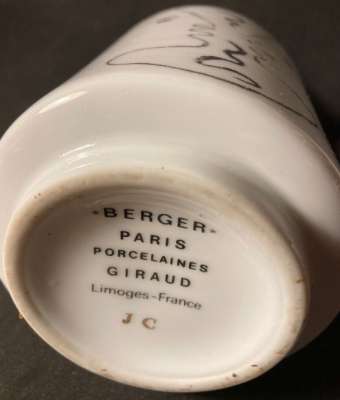 -BERGER-
PARIS
PORCELAINES
GIRAUD
Limoges-France
J C